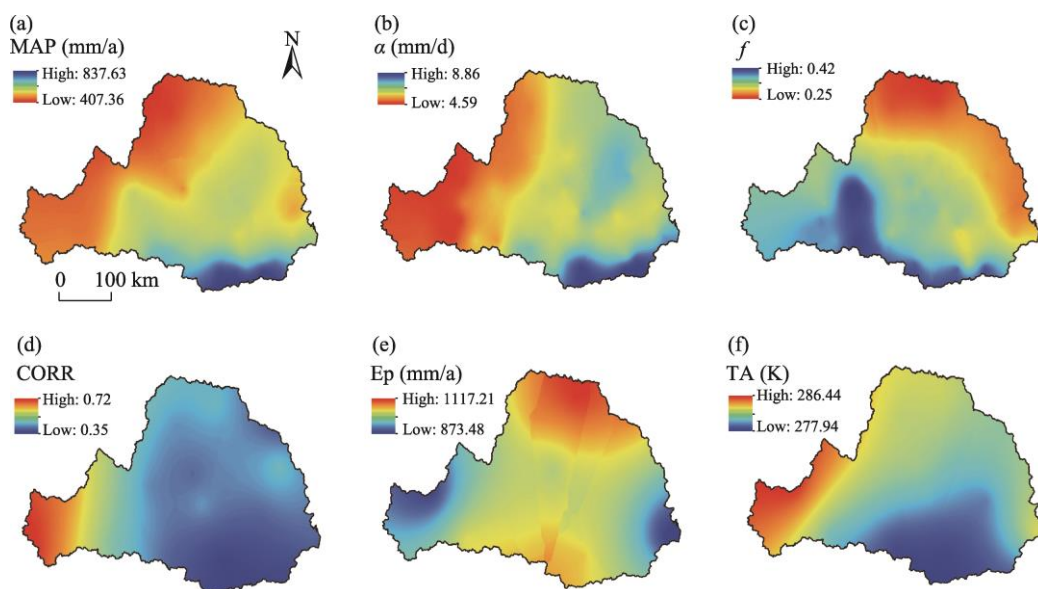 (a)
MAP (mm/a)
High: 837.63
Low: 407.36
N
0 100 km
(b)
α (mm/d)
High: 8.86
Low: 4.59
(c)
f
High: 0.42
Low: 0.25
(d)
CORR
High: 0.72
Low: 0.35
(e)
Ep (mm/a)
High: 1117.21
Low: 873.48
(f)
TA (K)
High: 286.44
Low: 277.94